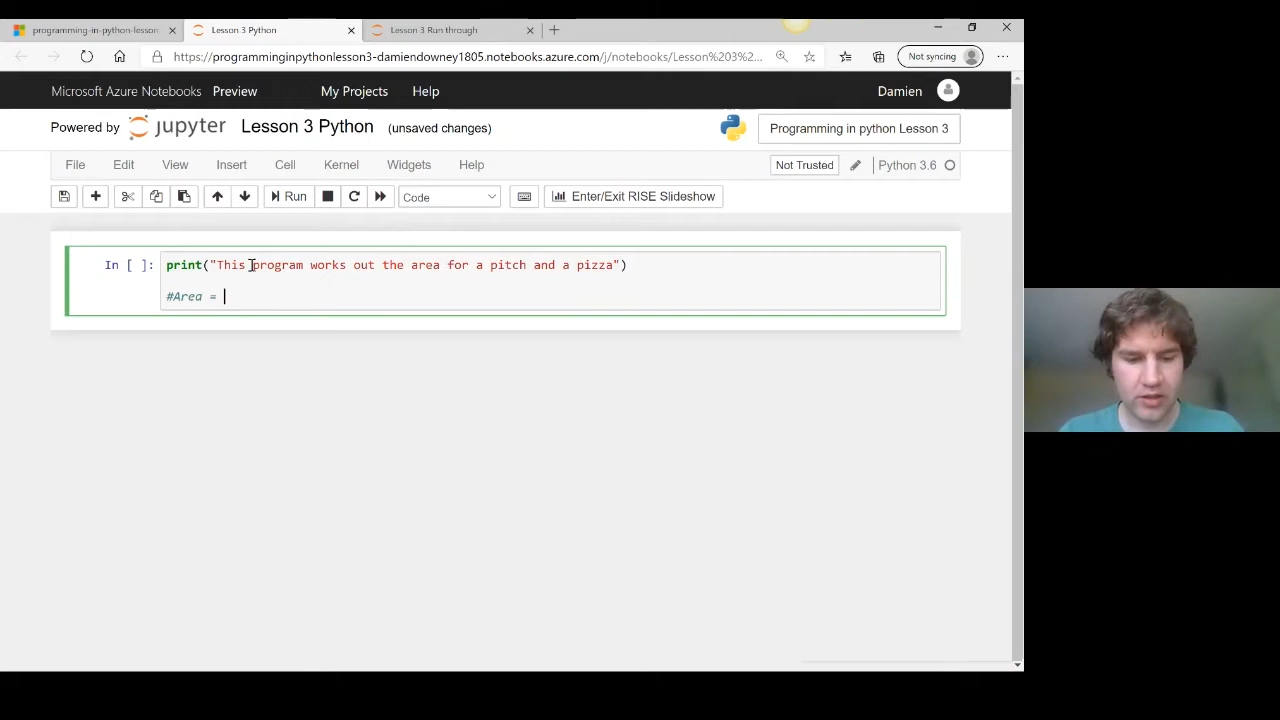 programming-in-python-lesson
Lesson 3 Python
Lesson 3 Run through
https://programminginpythonlesson3-damiendowney1805.notebooks.azure.com/j/notebooks/Lesson%203%2...
Not syncing
Microsoft Azure Notebooks Preview My Projects Help Damien
Powered by jupyter Lesson 3 Python (unsaved changes) Programming in python Lesson 3
File Edit View Insert Cell Kernel Widgets Help Not Trusted Python 3.6
Run Code Enter/Exit RISE Slideshow
In [ ]: print("This program works out the area for a pitch and a pizza")
#Area =